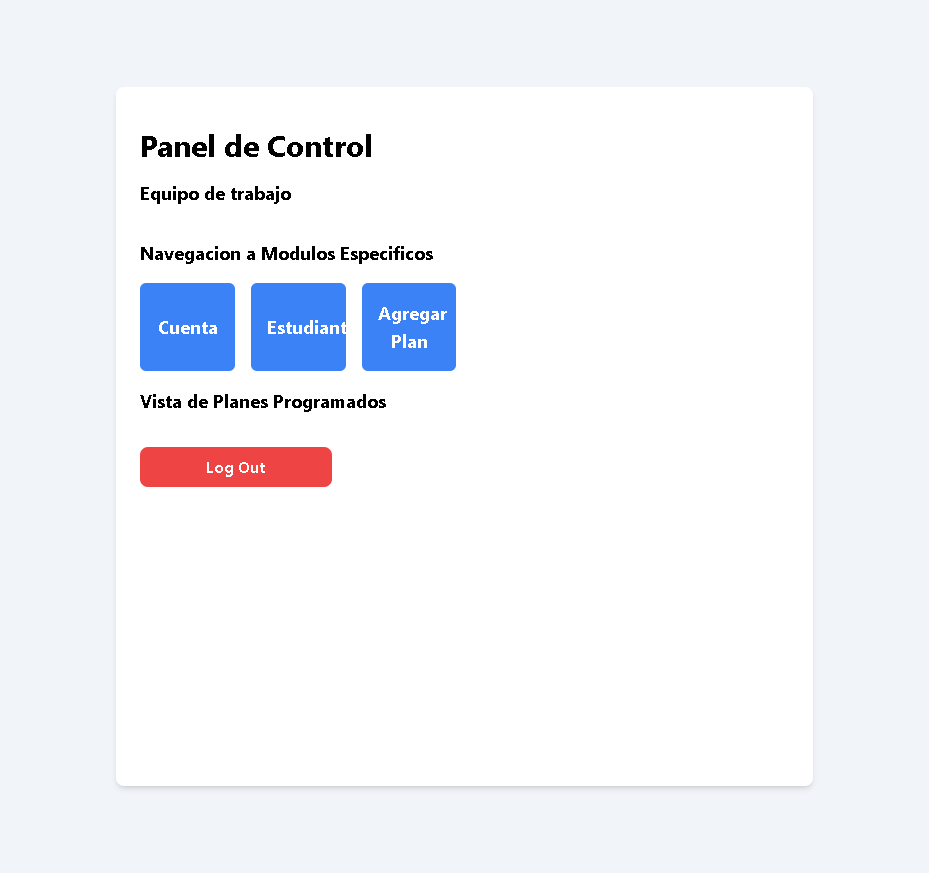 Panel de Control
Equipo de trabajo
Navegacion a Modulos Especificos
Cuenta
Estudiant
Agregar
Plan
Vista de Planes Programados
Log Out